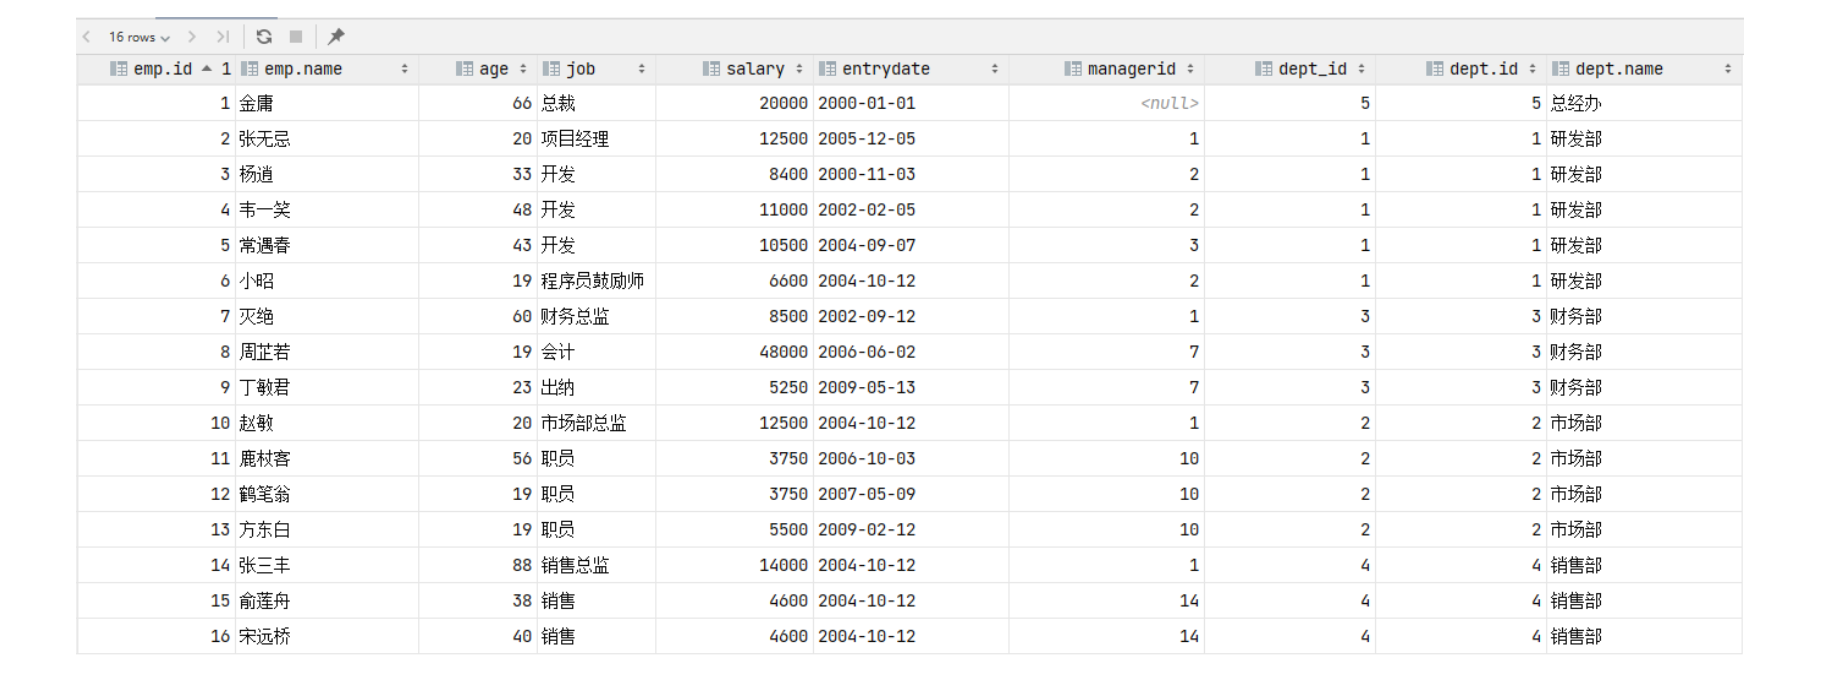 16 rows
emp.id 1 emp.name age job salary entrydate managerid dept_id dept.id dept.name
1 金庸 66 总裁 20000 2000-01-01 <null> 5 5 总经办
2 张无忌 20 项目经理 12500 2005-12-05 1 1 1 研发部
3 杨逍 33 开发 8400 2000-11-03 2 1 1 研发部
4 韦一笑 48 开发 11000 2002-02-05 2 1 1 研发部
5 常遇春 43 开发 10500 2004-09-07 3 1 1 研发部
6 小昭 19 程序员鼓励师 6600 2004-10-12 2 1 1 研发部
7 灭绝 60 财务总监 8500 2002-09-12 1 3 3 财务部
8 周芷若 19 会计 48000 2006-06-02 7 3 3 财务部
9 丁敏君 23 出纳 5250 2009-05-13 7 3 3 财务部
10 赵敏 20 市场部总监 12500 2004-10-12 1 2 2 市场部
11 鹿杖客 56 职员 3750 2006-10-03 10 2 2 市场部
12 鹤笔翁 19 职员 3750 2007-05-09 10 2 2 市场部
13 方东白 19 职员 5500 2009-02-12 10 2 2 市场部
14 张三丰 88 销售总监 14000 2004-10-12 1 4 4 销售部
15 俞莲舟 38 销售 4600 2004-10-12 14 4 4 销售部
16 宋远桥 40 销售 4600 2004-10-12 14 4 4 销售部